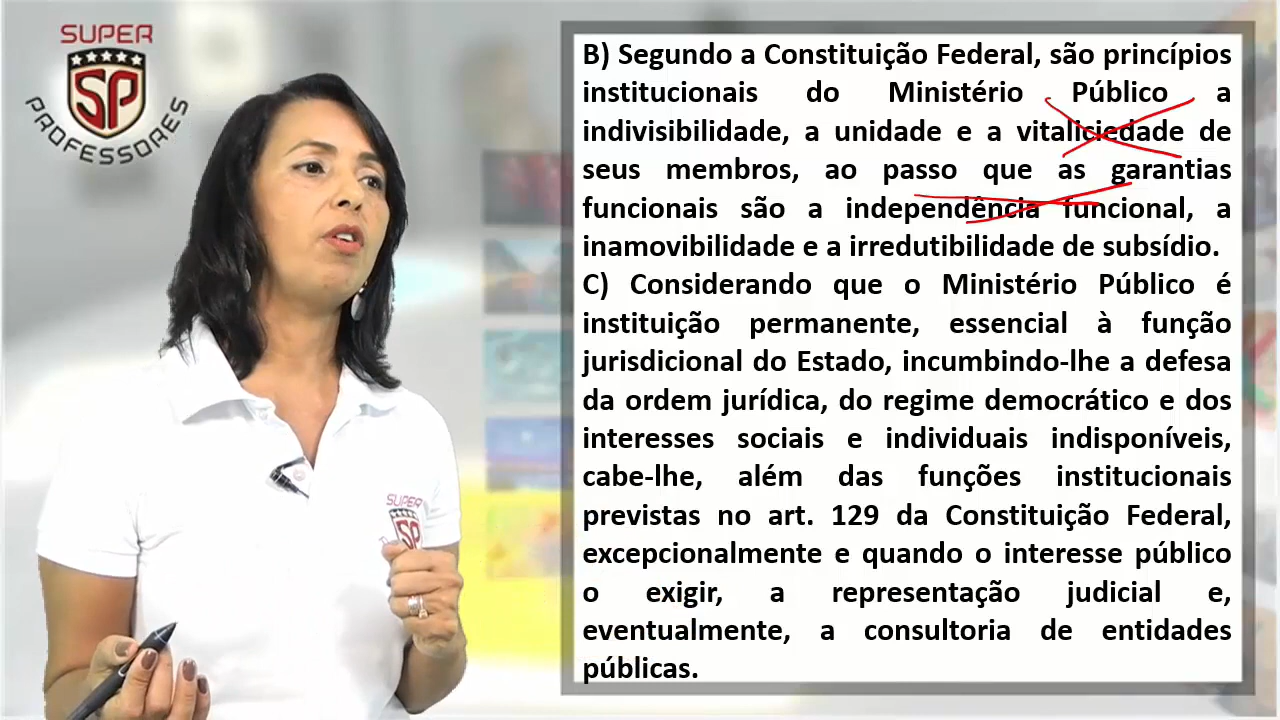 SUPER
SP
PROFESSORES
B) Segundo a Constituição Federal, são princípios
institucionais do Ministério Público a
indivisibilidade, a unidade e a vitaliciedade de
seus membros, ao passo que as garantias
funcionais são a independência funcional, a
inamovibilidade e a irredutibilidade de subsídio.
C) Considerando que o Ministério Público é
instituição permanente, essencial à função
jurisdicional do Estado, incumbindo-lhe a defesa
da ordem jurídica, do regime democrático e dos
interesses sociais e individuais indisponíveis,
cabe-lhe, além das funções institucionais
previstas no art. 129 da Constituição Federal,
excepcionalmente e quando o interesse público
o exigir, a representação judicial e,
eventualmente, a consultoria de entidades
públicas.
SUPER
SP